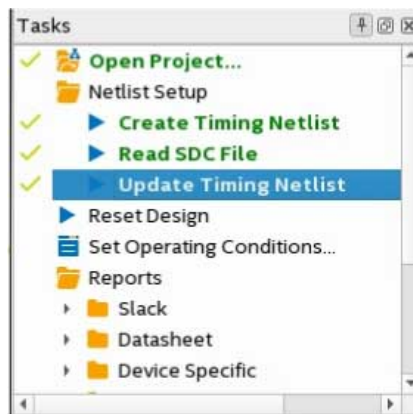 Tasks
Open Project...
Netlist Setup
Create Timing Netlist
Read SDC File
Update Timing Netlist
Reset Design
Set Operating Conditions...
Reports
Slack
Datasheet
Device Specific